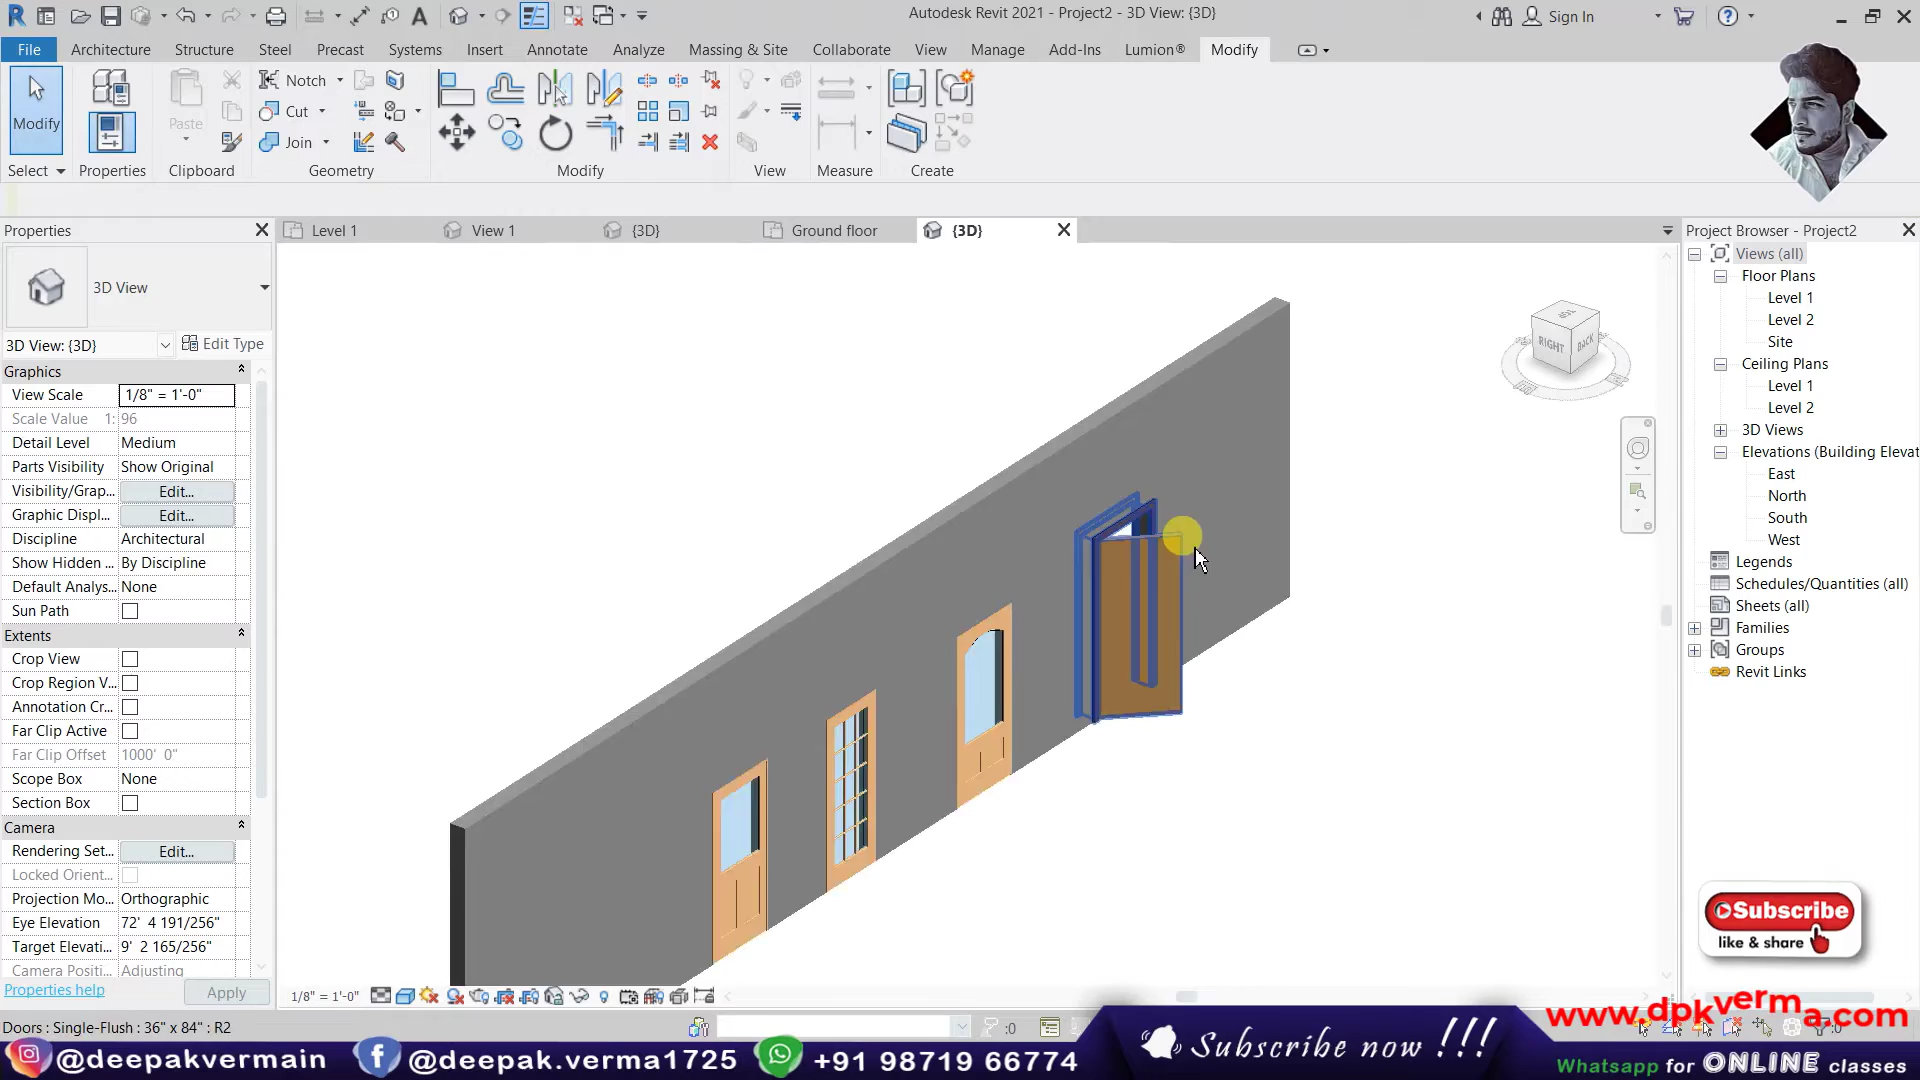 Autodesk Revit 2021 - Project2 - 3D View: {3D}
Sign In
File
Architecture
Structure
Steel
Precast
Systems
Insert
Annotate
Analyze
Massing & Site
Collaborate
View
Manage
Add-Ins
Lumion®
Modify
Modify
Paste
Notch
Cut
Join
Select
Properties
Clipboard
Geometry
Modify
View
Measure
Create
Properties
Level 1
View 1
{3D}
Ground floor
{3D}
Project Browser - Project2
3D View
3D View: {3D}
Edit Type
Graphics
View Scale 1/8" = 1'-0"
Scale Value 1: 96
Detail Level Medium
Parts Visibility Show Original
Visibility/Grap... Edit...
Graphic Displ... Edit...
Discipline Architectural
Show Hidden ... By Discipline
Default Analys... None
Sun Path
Extents
Crop View
Crop Region V...
Annotation Cr...
Far Clip Active
Far Clip Offset 1000' 0"
Scope Box None
Section Box
Camera
Rendering Set... Edit...
Locked Orient...
Projection Mo... Orthographic
Eye Elevation 72' 4 191/256"
Target Elevati... 9' 2 165/256"
Camera Positi... Adjusting
Properties help
Apply
TOP
RIGHT
BACK
Views (all)
Floor Plans
Level 1
Level 2
Site
Ceiling Plans
Level 1
Level 2
3D Views
Elevations (Building Elevat
East
North
South
West
Legends
Schedules/Quantities (all)
Sheets (all)
Families
Groups
Revit Links
Subscribe
like & share
1/8" = 1'-0"
Doors : Single-Flush : 36" x 84" : R2
:0
:0
www.dpkverma.com
@deepakvermain
@deepak.verma1725
+91 98719 66774
Subscribe now !!!
Whatsapp for ONLINE classes